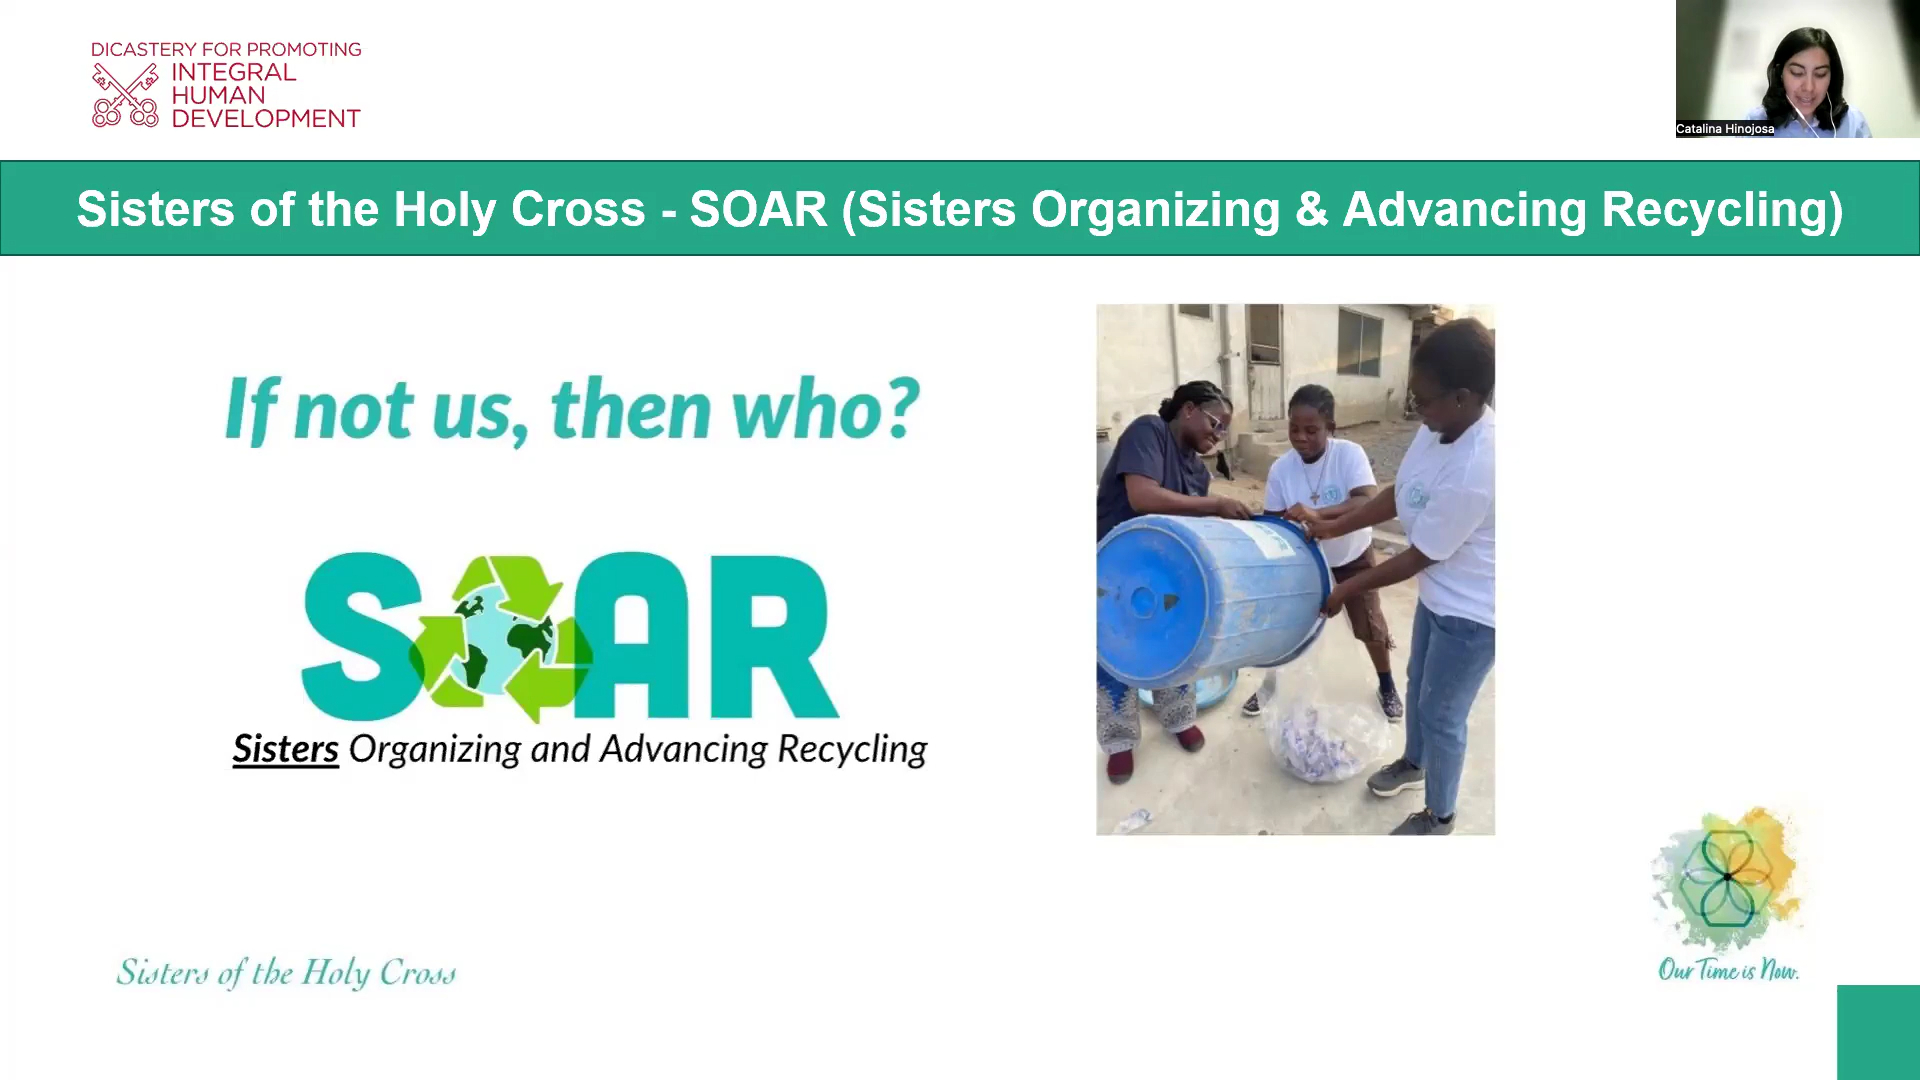 DICASTERY FOR PROMOTING
INTEGRAL
HUMAN
DEVELOPMENT
Catalina Hinojosa
Sisters of the Holy Cross - SOAR (Sisters Organizing & Advancing Recycling)
If not us, then who?
SOAR
Sisters Organizing and Advancing Recycling
Sisters of the Holy Cross
Our Time is Now.